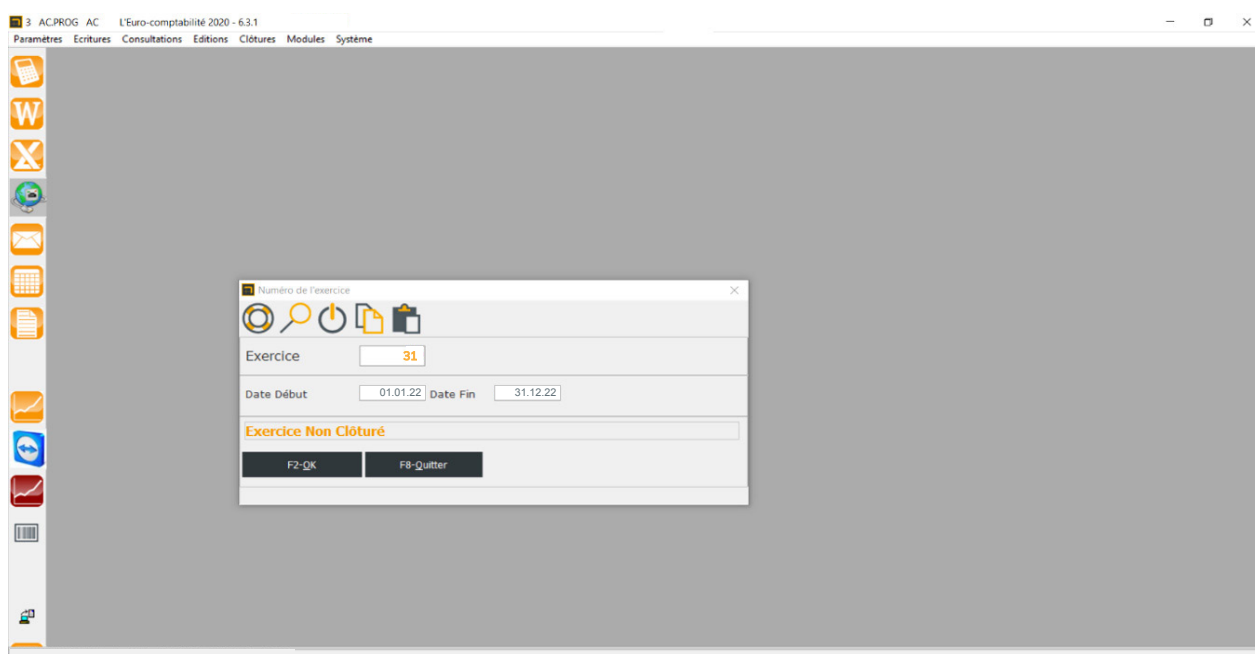 3 AC.PROG AC L'Euro-comptabilité 2020 - 6.3.1
Paramètres Ecritures Consultations Editions Clôtures Modules Système
W
X
Numéro de l'exercice
Exercice 31
Date Début 01.01.22 Date Fin 31.12.22
Exercice Non Clôturé
F2-OK F8-Quitter